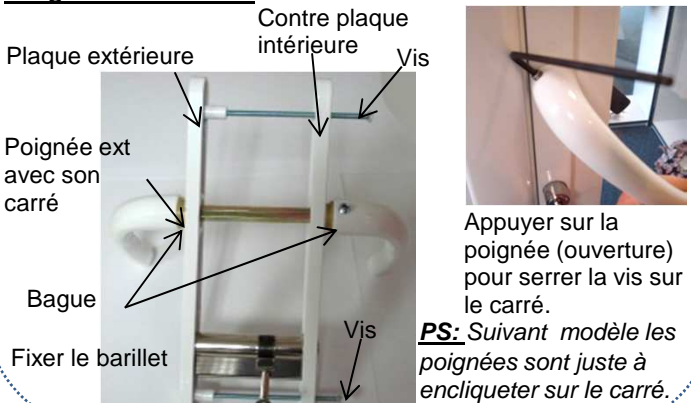 Contre plaque
intérieure
Plaque extérieure
Vis
Poignée ext
avec son
carré
Bague
Vis
Fixer le barillet
Appuyer sur la
poignée (ouverture)
pour serrer la vis sur
le carré.
PS: Suivant modèle les
poignées sont juste à
encliqueter sur le carré.